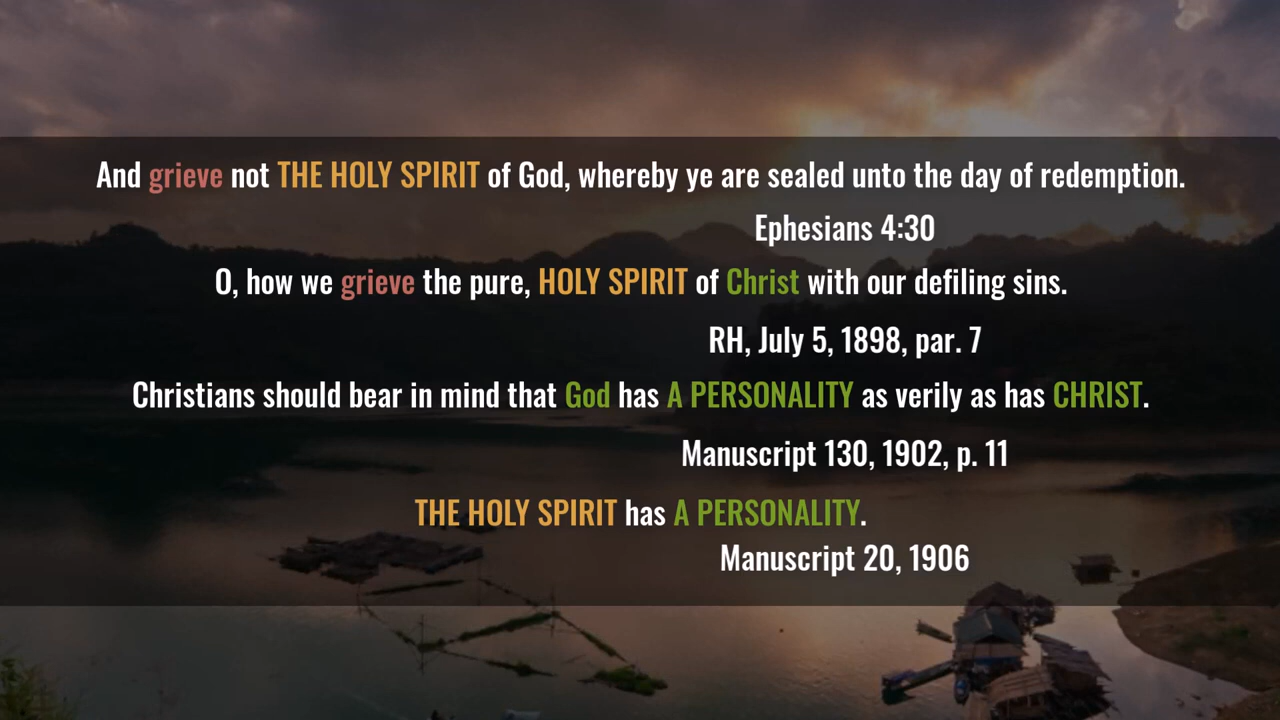 And grieve not THE HOLY SPIRIT of God, whereby ye are sealed unto the day of redemption.
Ephesians 4:30
O, how we grieve the pure, HOLY SPIRIT of Christ with our defiling sins.
RH, July 5, 1898, par. 7
Christians should bear in mind that God has A PERSONALITY as verily as has CHRIST.
Manuscript 130, 1902, p. 11
THE HOLY SPIRIT has A PERSONALITY.
Manuscript 20, 1906